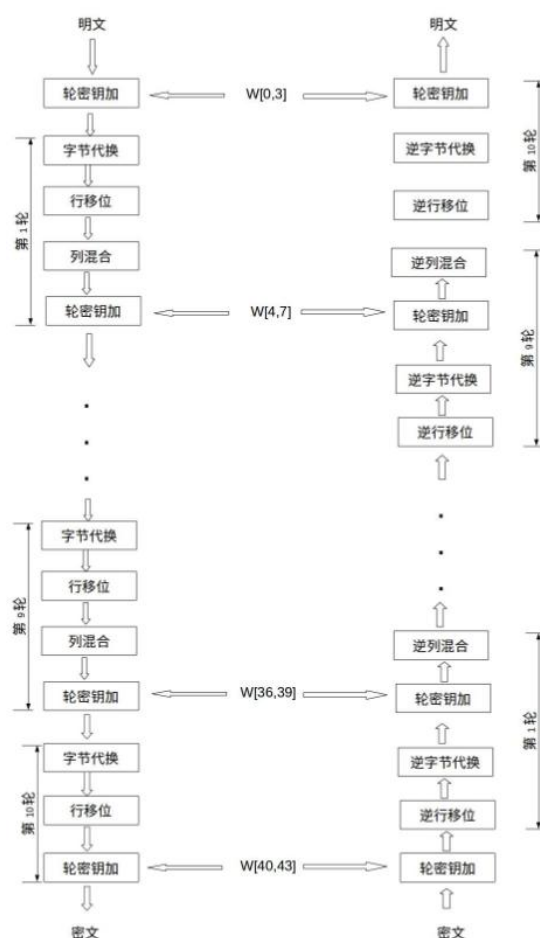 明文
轮密钥加
字节代换
行移位
列混合
轮密钥加
第1轮
字节代换
行移位
列混合
轮密钥加
第9轮
字节代换
行移位
轮密钥加
第10轮
密文
W[0,3]
W[4,7]
W[36,39]
W[40,43]
明文
轮密钥加
逆字节代换
逆行移位
第10轮
逆列混合
轮密钥加
逆字节代换
逆行移位
第9轮
逆列混合
轮密钥加
逆字节代换
逆行移位
第1轮
轮密钥加
密文